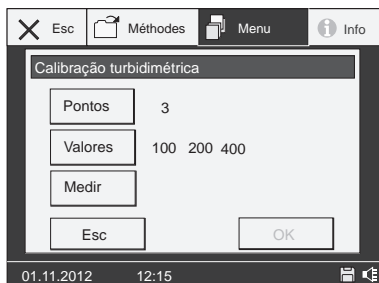 Esc Méthodes Menu Info
Calibração turbidimétrica
Pontos 3
Valores 100 200 400
Medir
Esc OK
01.11.2012 12:15